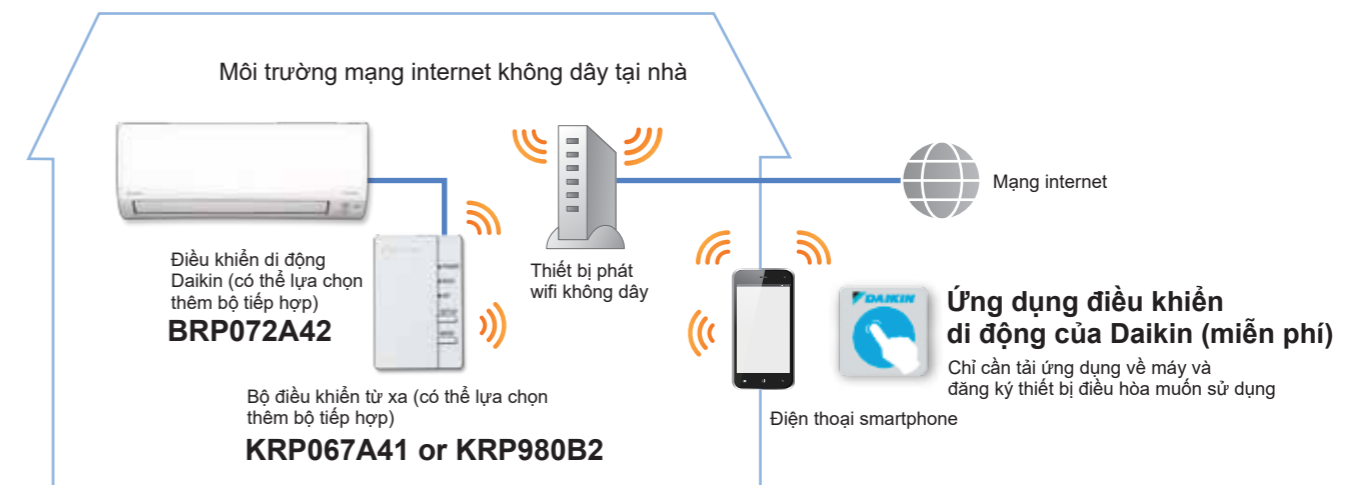 Môi trường mạng internet không dây tại nhà
Mạng internet
Điều khiển di động
Daikin (có thể lựa chọn
thêm bộ tiếp hợp)
BRP072A42
Thiết bị phát
wifi không dây
DAIKIN
Ứng dụng điều khiển
di động của Daikin (miễn phí)
Chỉ cần tải ứng dụng về máy và
đăng ký thiết bị điều hòa muốn sử dụng
Điện thoại smartphone
Bộ điều khiển từ xa (có thể lựa chọn
thêm bộ tiếp hợp)
KRP067A41 or KRP980B2